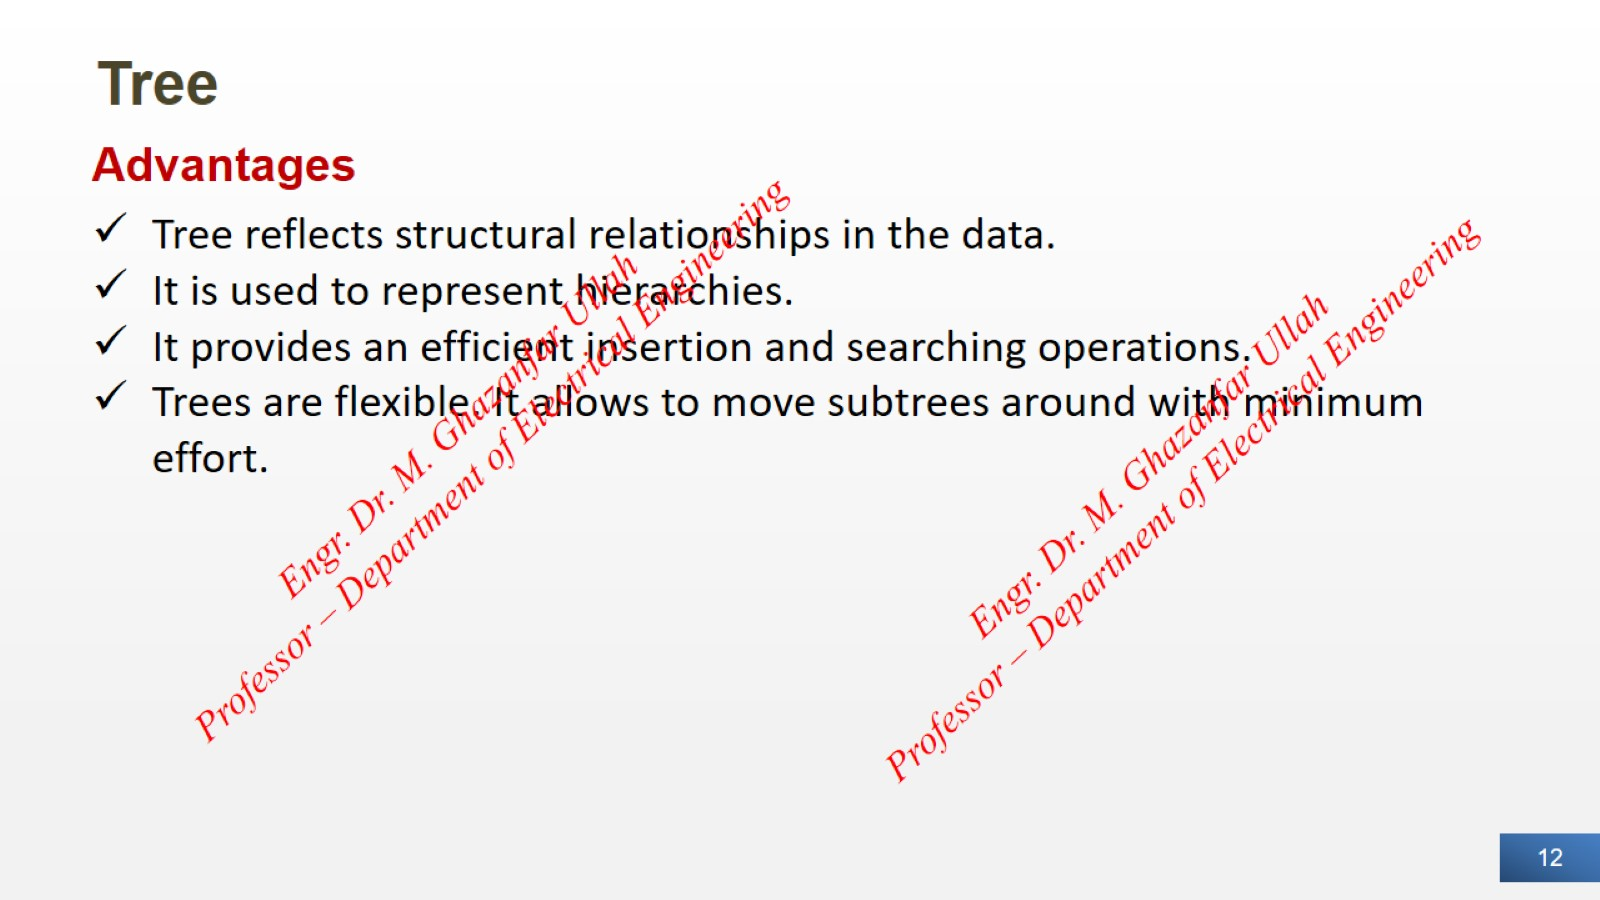 Tree
Advantages
✓ Tree reflects structural relationships in the data.
✓ It is used to represent hierarchies.
✓ It provides an efficient insertion and searching operations.
✓ Trees are flexible. It allows to move subtrees around with minimum
effort.
Engr. Dr. M. Ghazanfar Ullah
Professor – Department of Electrical Engineering
Engr. Dr. M. Ghazanfar Ullah
Professor – Department of Electrical Engineering
12